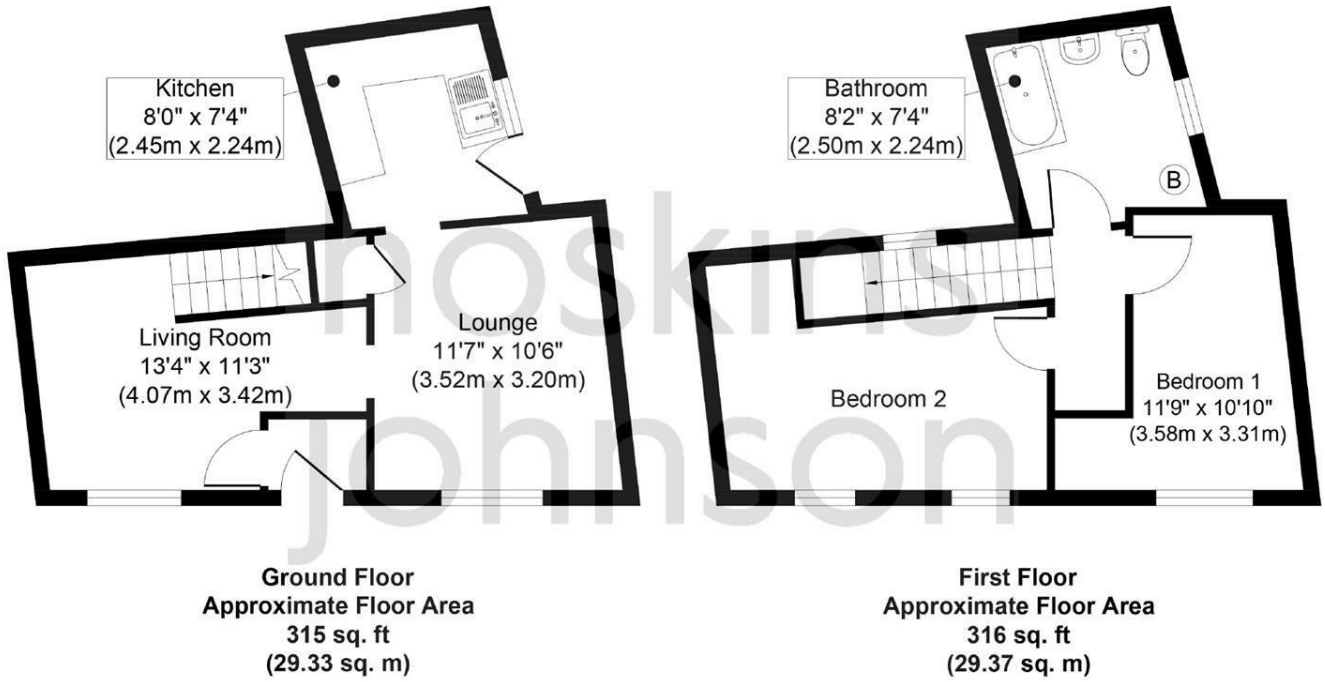 Kitchen
8'0" x 7'4"
(2.45m x 2.24m)
Bathroom
8'2" x 7'4"
(2.50m x 2.24m)
B
Living Room
13'4" x 11'3"
(4.07m x 3.42m)
Lounge
11'7" x 10'6"
(3.52m x 3.20m)
Bedroom 2
Bedroom 1
11'9" x 10'10"
(3.58m x 3.31m)
hoskins
johnson
Ground Floor
Approximate Floor Area
315 sq. ft
(29.33 sq. m)
First Floor
Approximate Floor Area
316 sq. ft
(29.37 sq. m)